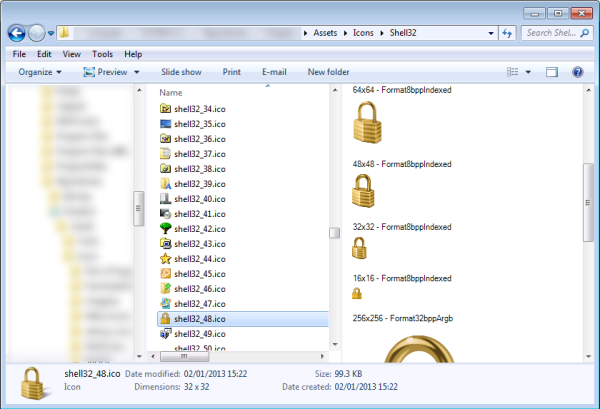 Assets Icons Shell32
Search Shel...
File Edit View Tools Help
Organize Preview Slide show Print E-mail New folder
Name
shell32_34.ico
shell32_35.ico
shell32_36.ico
shell32_37.ico
shell32_38.ico
shell32_39.ico
shell32_40.ico
shell32_41.ico
shell32_42.ico
shell32_43.ico
shell32_44.ico
shell32_45.ico
shell32_46.ico
shell32_47.ico
shell32_48.ico
shell32_49.ico
shell32_50.ico
64x64 - Format8bppIndexed
48x48 - Format8bppIndexed
32x32 - Format8bppIndexed
16x16 - Format8bppIndexed
256x256 - Format32bppArgb
shell32_48.ico Date modified: 02/01/2013 15:22 Size: 99.3 KB
Icon Dimensions: 32 x 32 Date created: 02/01/2013 15:22